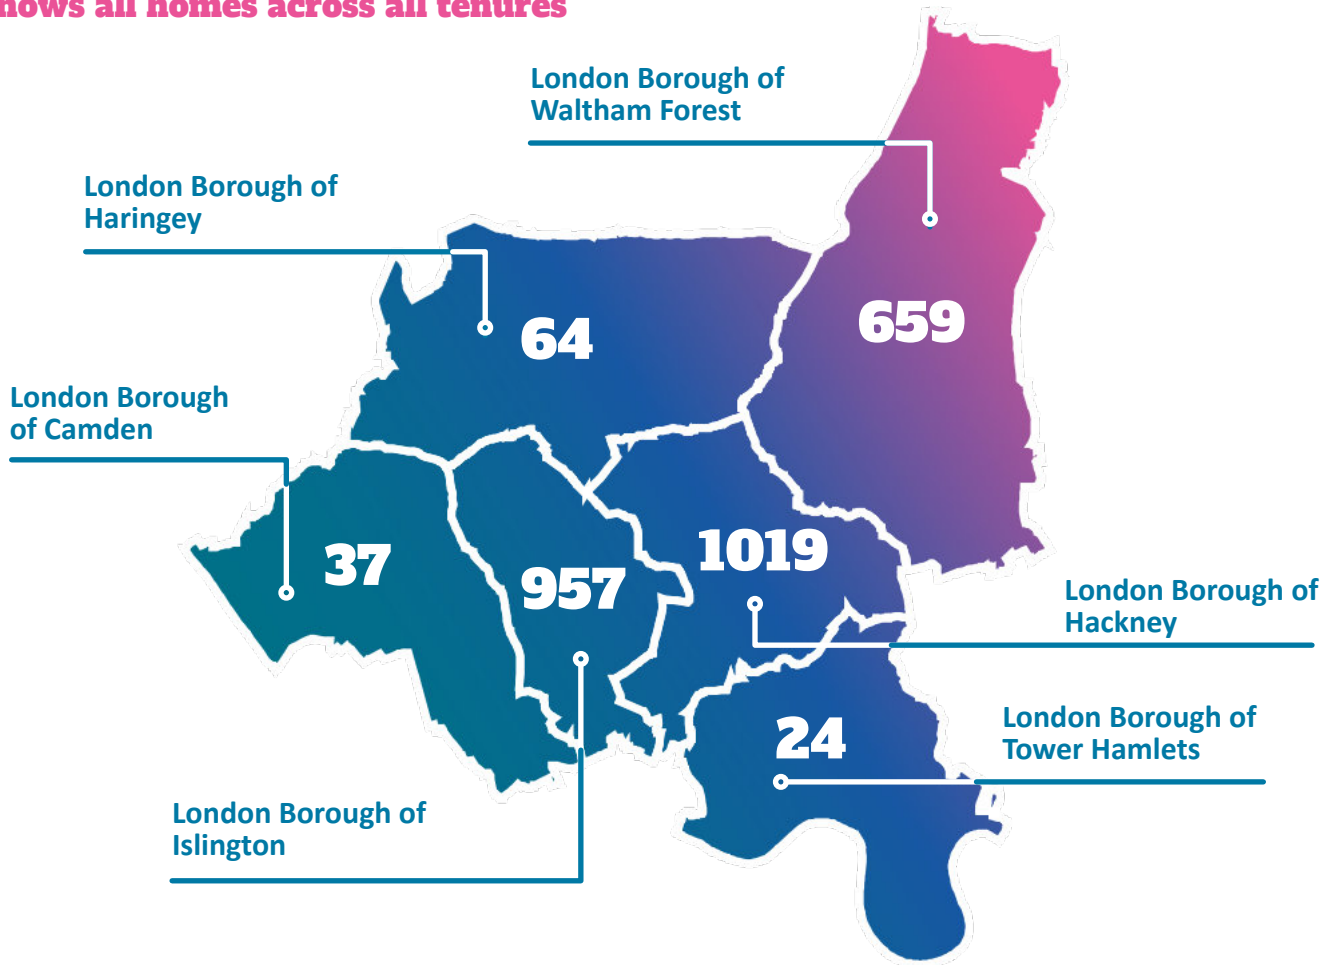 hows all homes across all tenures
London Borough of
Waltham Forest
London Borough of
Haringey
659
64
London Borough
of Camden
1019
37
957
London Borough of
Hackney
London Borough of
Tower Hamlets
24
London Borough of
Islington